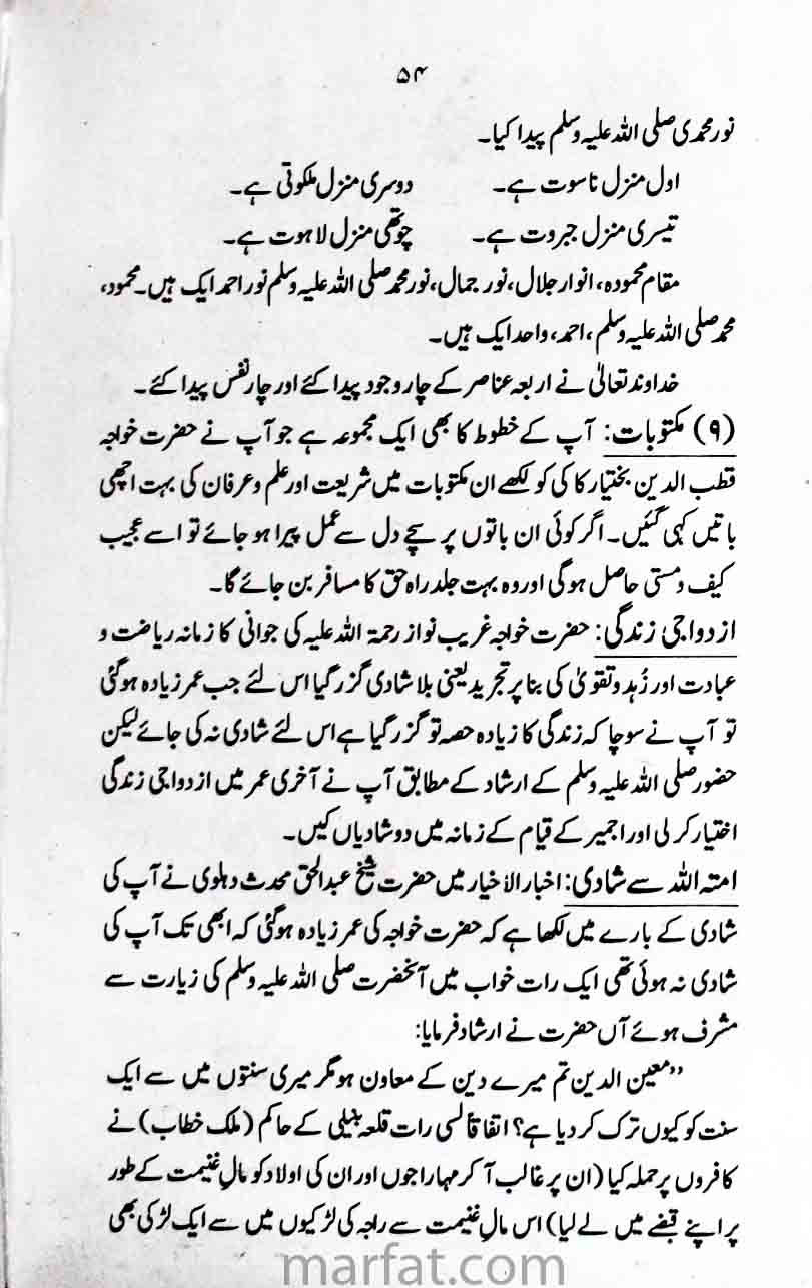 ۵۴
نور محمدی صلی اللہ علیہ وسلم پیدا کیا۔
اول منزل ناسوت ہے۔ دوسری منزل ملکوتی ہے۔
تیسری منزل جبروت ہے۔ چوتھی منزل لاہوت ہے۔
مقام محمودہ، انوار جلال، نور جمال، نور محمد صلی اللہ علیہ وسلم نور احمد ایک ہیں۔ محمود،
محمد صلی اللہ علیہ وسلم، احمد، واحد ایک ہیں۔
خداوند تعالیٰ نے اربعہ عناصر کے چار وجود پیدا کئے اور چار نفس پیدا کئے۔
(۹) مکتوبات: آپ کے خطوط کا بھی ایک مجموعہ ہے جو آپ نے حضرت خواجہ
قطب الدین بختیار کاکی کو لکھے ان مکتوبات میں شریعت اور علم و عرفان کی بہت اچھی
باتیں کہی گئیں۔ اگر کوئی ان باتوں پر سچے دل سے عمل پیرا ہو جائے تو اسے عجیب
کیف و مستی حاصل ہوگی اور وہ بہت جلد راہ حق کا مسافر بن جائے گا۔
ازدواجی زندگی: حضرت خواجہ غریب نواز رحمۃ اللہ علیہ کی جوانی کا زمانہ ریاضت و
عبادت اور زُہد و تقویٰ کی بنا پر تجرید یعنی بلا شادی گزر گیا اس لئے جب عمر زیادہ ہوگئی
تو آپ نے سوچا کہ زندگی کا زیادہ حصہ تو گزر گیا ہے اس لئے شادی نہ کی جائے لیکن
حضور صلی اللہ علیہ وسلم کے ارشاد کے مطابق آپ نے آخری عمر میں ازدواجی زندگی
اختیار کر لی اور اجمیر کے قیام کے زمانہ میں دو شادیاں کیں۔
امتہ اللہ سے شادی: اخبار الاخیار میں حضرت شیخ عبدالحق محدث دہلوی نے آپ کی
شادی کے بارے میں لکھا ہے کہ حضرت خواجہ کی عمر زیادہ ہوگئی کہ ابھی تک آپ کی
شادی نہ ہوئی تھی ایک رات خواب میں آنحضرت صلی اللہ علیہ وسلم کی زیارت سے
مشرف ہوئے آں حضرت نے ارشاد فرمایا:
”معین الدین تم میرے دین کے معاون ہو مگر میری سنتوں میں سے ایک
سنت کو کیوں ترک کر دیا ہے؟ اتفاقاً اسی رات قلعہ بٹیلی کے حاکم (ملک خطاب) نے
کافروں پر حملہ کیا (ان پر غالب آ کر مہاراجوں اور ان کی اولاد کو مالِ غنیمت کے طور
پر اپنے قبضے میں لے لیا) اس مالِ غنیمت سے راجہ کی لڑکیوں میں سے ایک لڑکی بھی
marfat.com